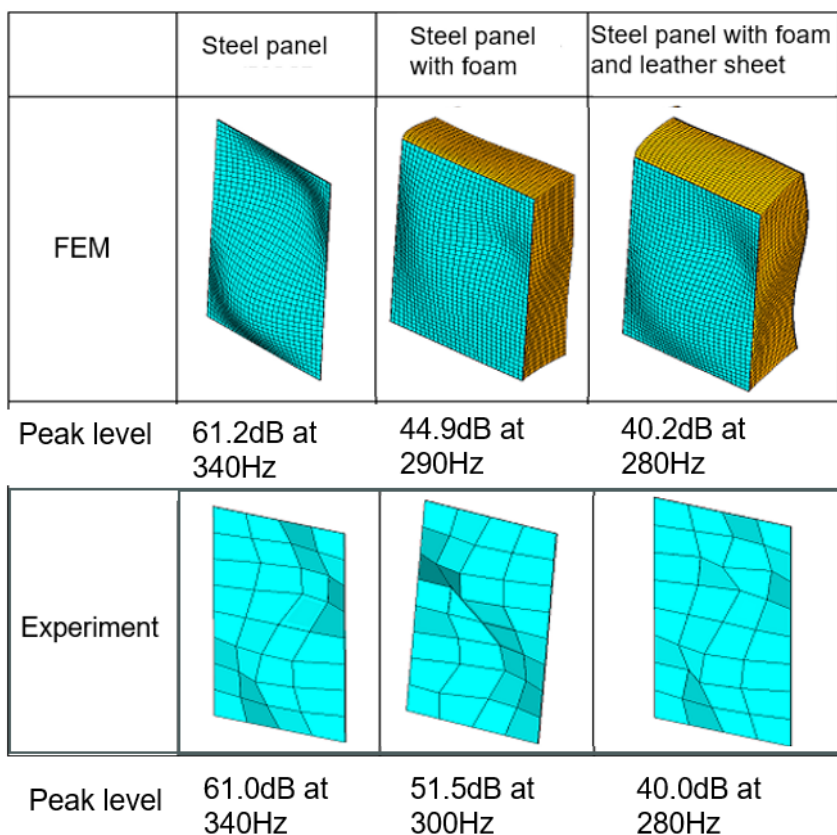 Steel panel
Steel panel
with foam
Steel panel with foam
and leather sheet
FEM
Peak level
61.2dB at
340Hz
44.9dB at
290Hz
40.2dB at
280Hz
Experiment
Peak level
61.0dB at
340Hz
51.5dB at
300Hz
40.0dB at
280Hz